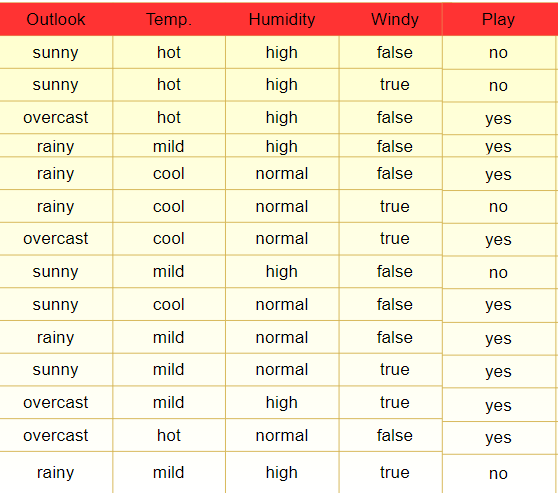 Outlook Temp. Humidity Windy Play
sunny hot high false no
sunny hot high true no
overcast hot high false yes
rainy mild high false yes
rainy cool normal false yes
rainy cool normal true no
overcast cool normal true yes
sunny mild high false no
sunny cool normal false yes
rainy mild normal false yes
sunny mild normal true yes
overcast mild high true yes
overcast hot normal false yes
rainy mild high true no